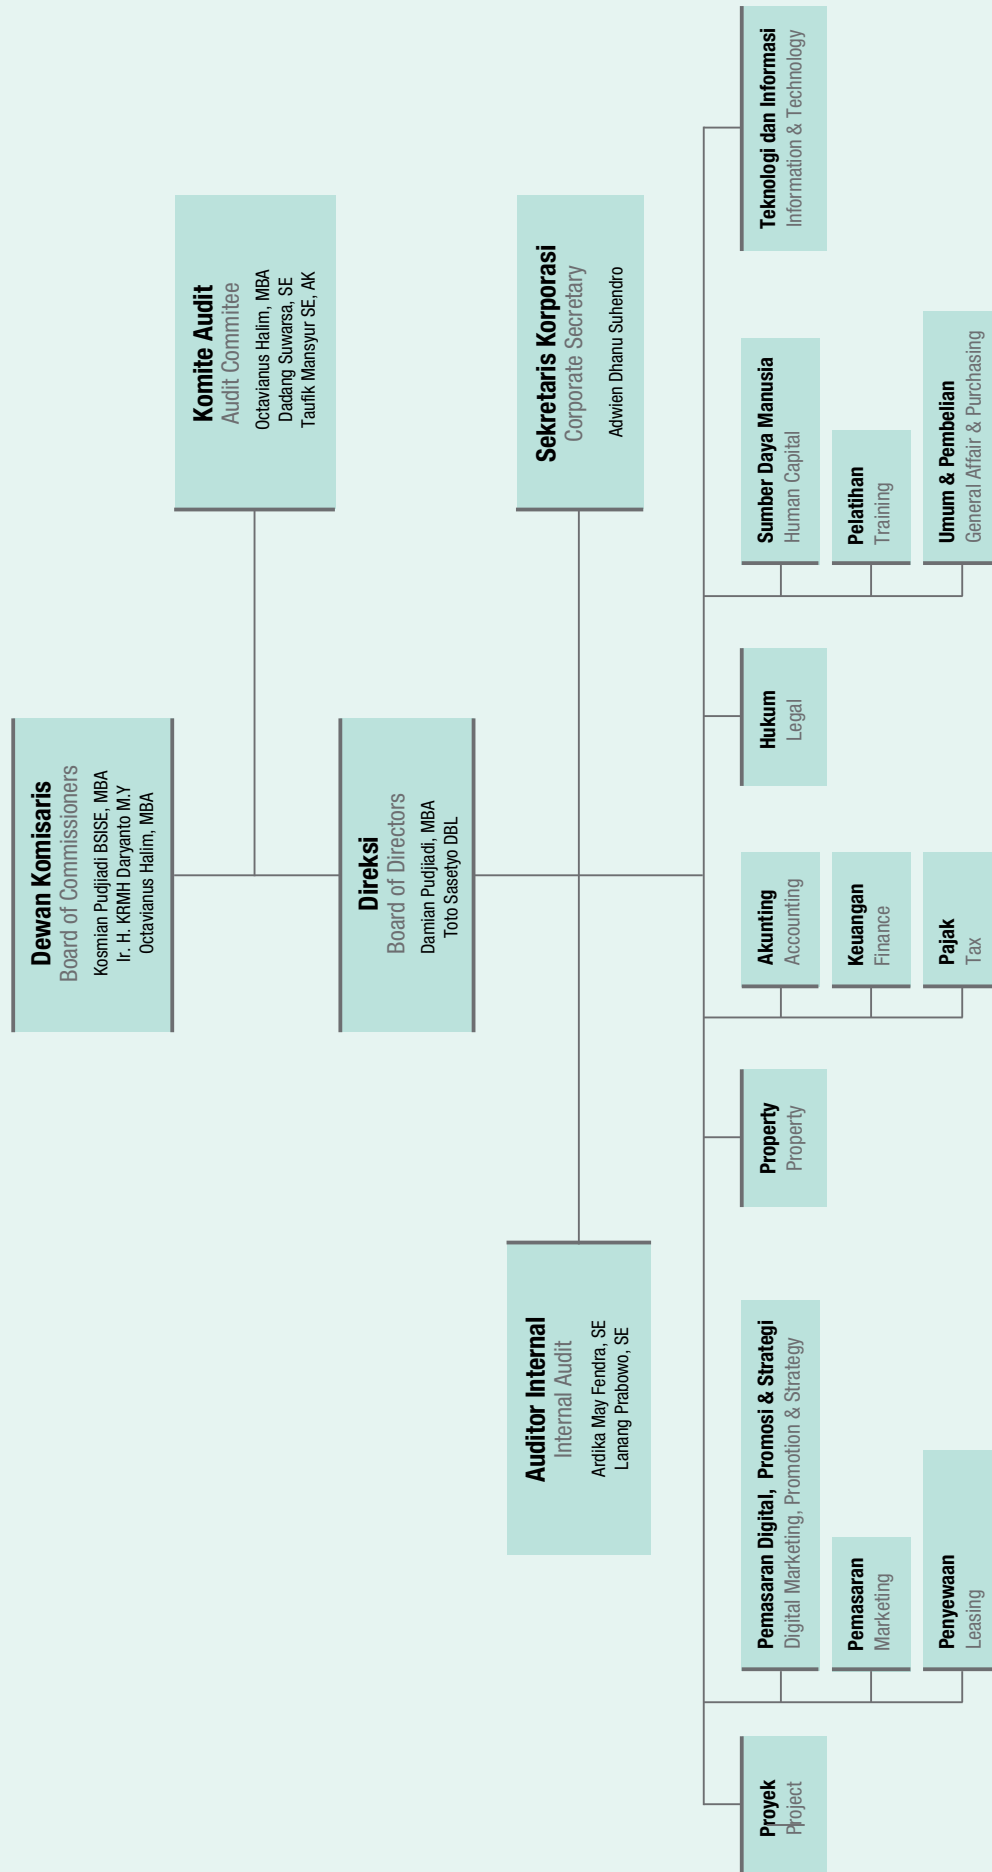 Dewan Komisaris
Board of Commissioners
Kosmian Pudjiadi BSISE, MBA
Ir. H. KRMH Daryanto M.Y
Octavianus Halim, MBA
Komite Audit
Audit Commitee
Octavianus Halim, MBA
Dadang Suwarsa, SE
Taufik Mansyur SE, AK
Direksi
Board of Directors
Damian Pudjiadi, MBA
Toto Sasetyo DBL
Auditor Internal
Internal Audit
Ardika May Fendra, SE
Lanang Prabowo, SE
Sekretaris Korporasi
Corporate Secretary
Adwien Dhanu Suhendro
Proyek
Project
Pemasaran Digital, Promosi & Strategi
Digital Marketing, Promotion & Strategy
Pemasaran
Marketing
Penyewaan
Leasing
Property
Property
Akunting
Accounting
Keuangan
Finance
Pajak
Tax
Hukum
Legal
Sumber Daya Manusia
Human Capital
Pelatihan
Training
Umum & Pembelian
General Affair & Purchasing
Teknologi dan Informasi
Information & Technology